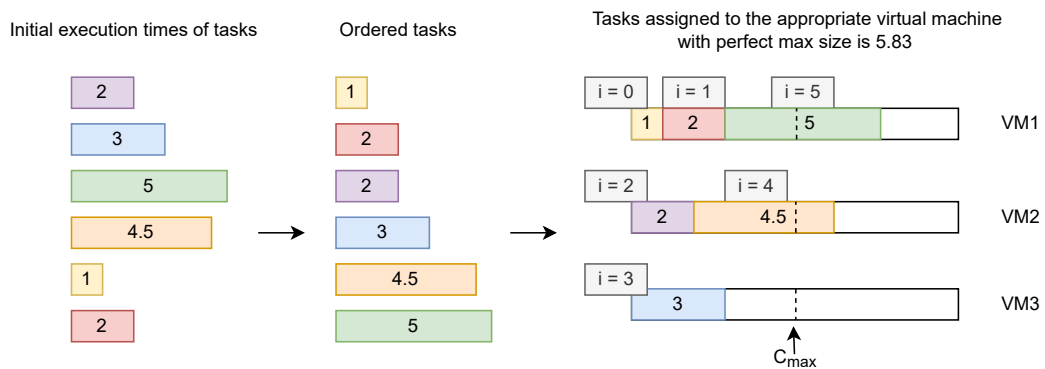 Initial execution times of tasks
2
3
5
4.5
1
2
Ordered tasks
1
2
2
3
4.5
5
Tasks assigned to the appropriate virtual machine
with perfect max size is 5.83
i = 0
i = 1
i = 5
1
2
5
VM1
i = 2
i = 4
2
4.5
VM2
i = 3
3
VM3
Cmax